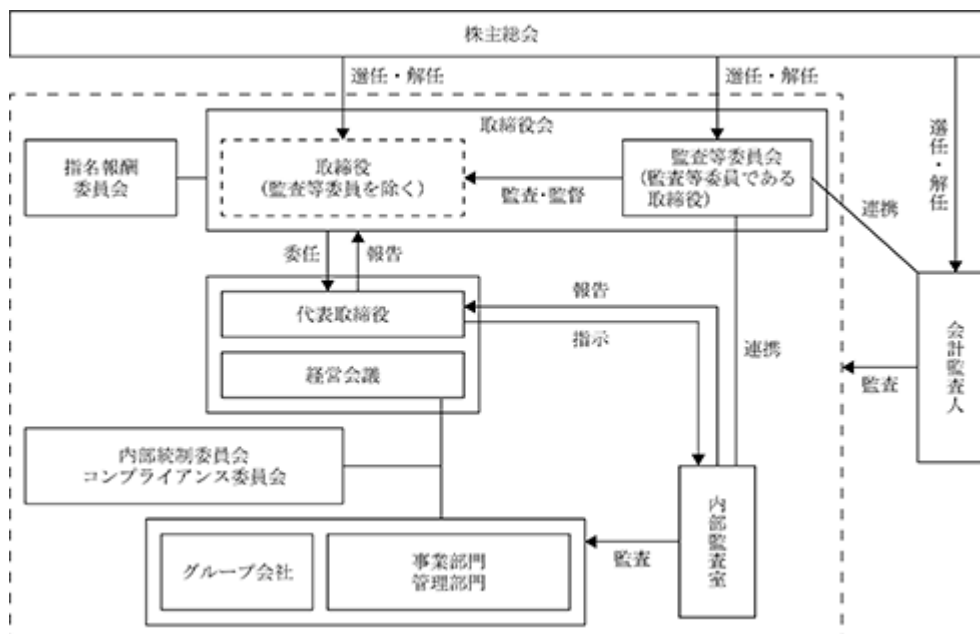 株主総会
選任・解任
選任・解任
選任・解任
取締役会
指名報酬
委員会
取締役
(監査等委員を除く)
監査・監督
監査等委員会
(監査等委員である
取締役)
連携
委任
報告
代表取締役
経営会議
報告
指示
連携
監査
会計監査人
内部統制委員会
コンプライアンス委員会
グループ会社
事業部門
管理部門
監査
内部監査室